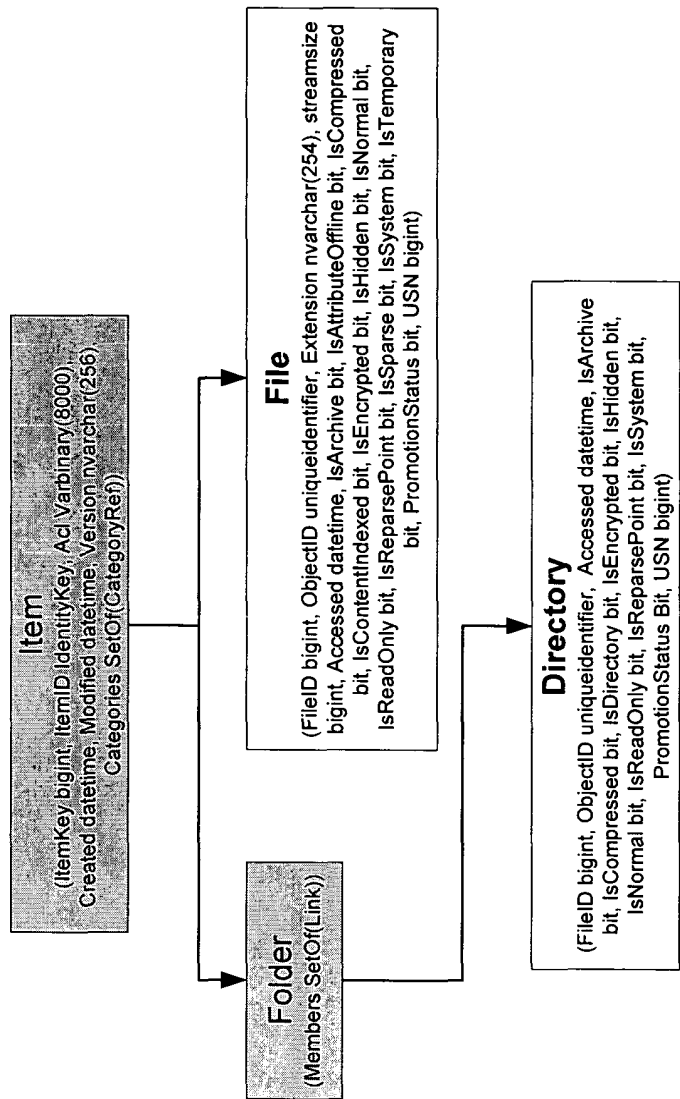 Item
(ItemKey bigint, ItemID IdentityKey, Acl Varbinary(8000),
Created datetime, Modified datetime, Version nvarchar(256),
Categories SetOf(CategoryRef))
Folder
(Members SetOf(Link))
File
(FileID bigint, ObjectID uniqueidentifier, Extension nvarchar(254), streamsize
bigint, Accessed datetime, IsArchive bit, IsAttributeOffline bit, IsCompressed
bit, IsContentIndexed bit, IsEncrypted bit, IsHidden bit, IsNormal bit,
IsReadOnly bit, IsReparsePoint bit, IsSparse bit, IsSystem bit, IsTemporary
bit, PromotionStatus bit, USN bigint)
Directory
(FileID bigint, ObjectID uniqueidentifier, Accessed datetime, IsArchive
bit, IsCompressed bit, IsDirectory bit, IsEncrypted bit, IsHidden bit,
IsNormal bit, IsReadOnly bit, IsReparsePoint bit, IsSystem bit,
PromotionStatus Bit, USN bigint)